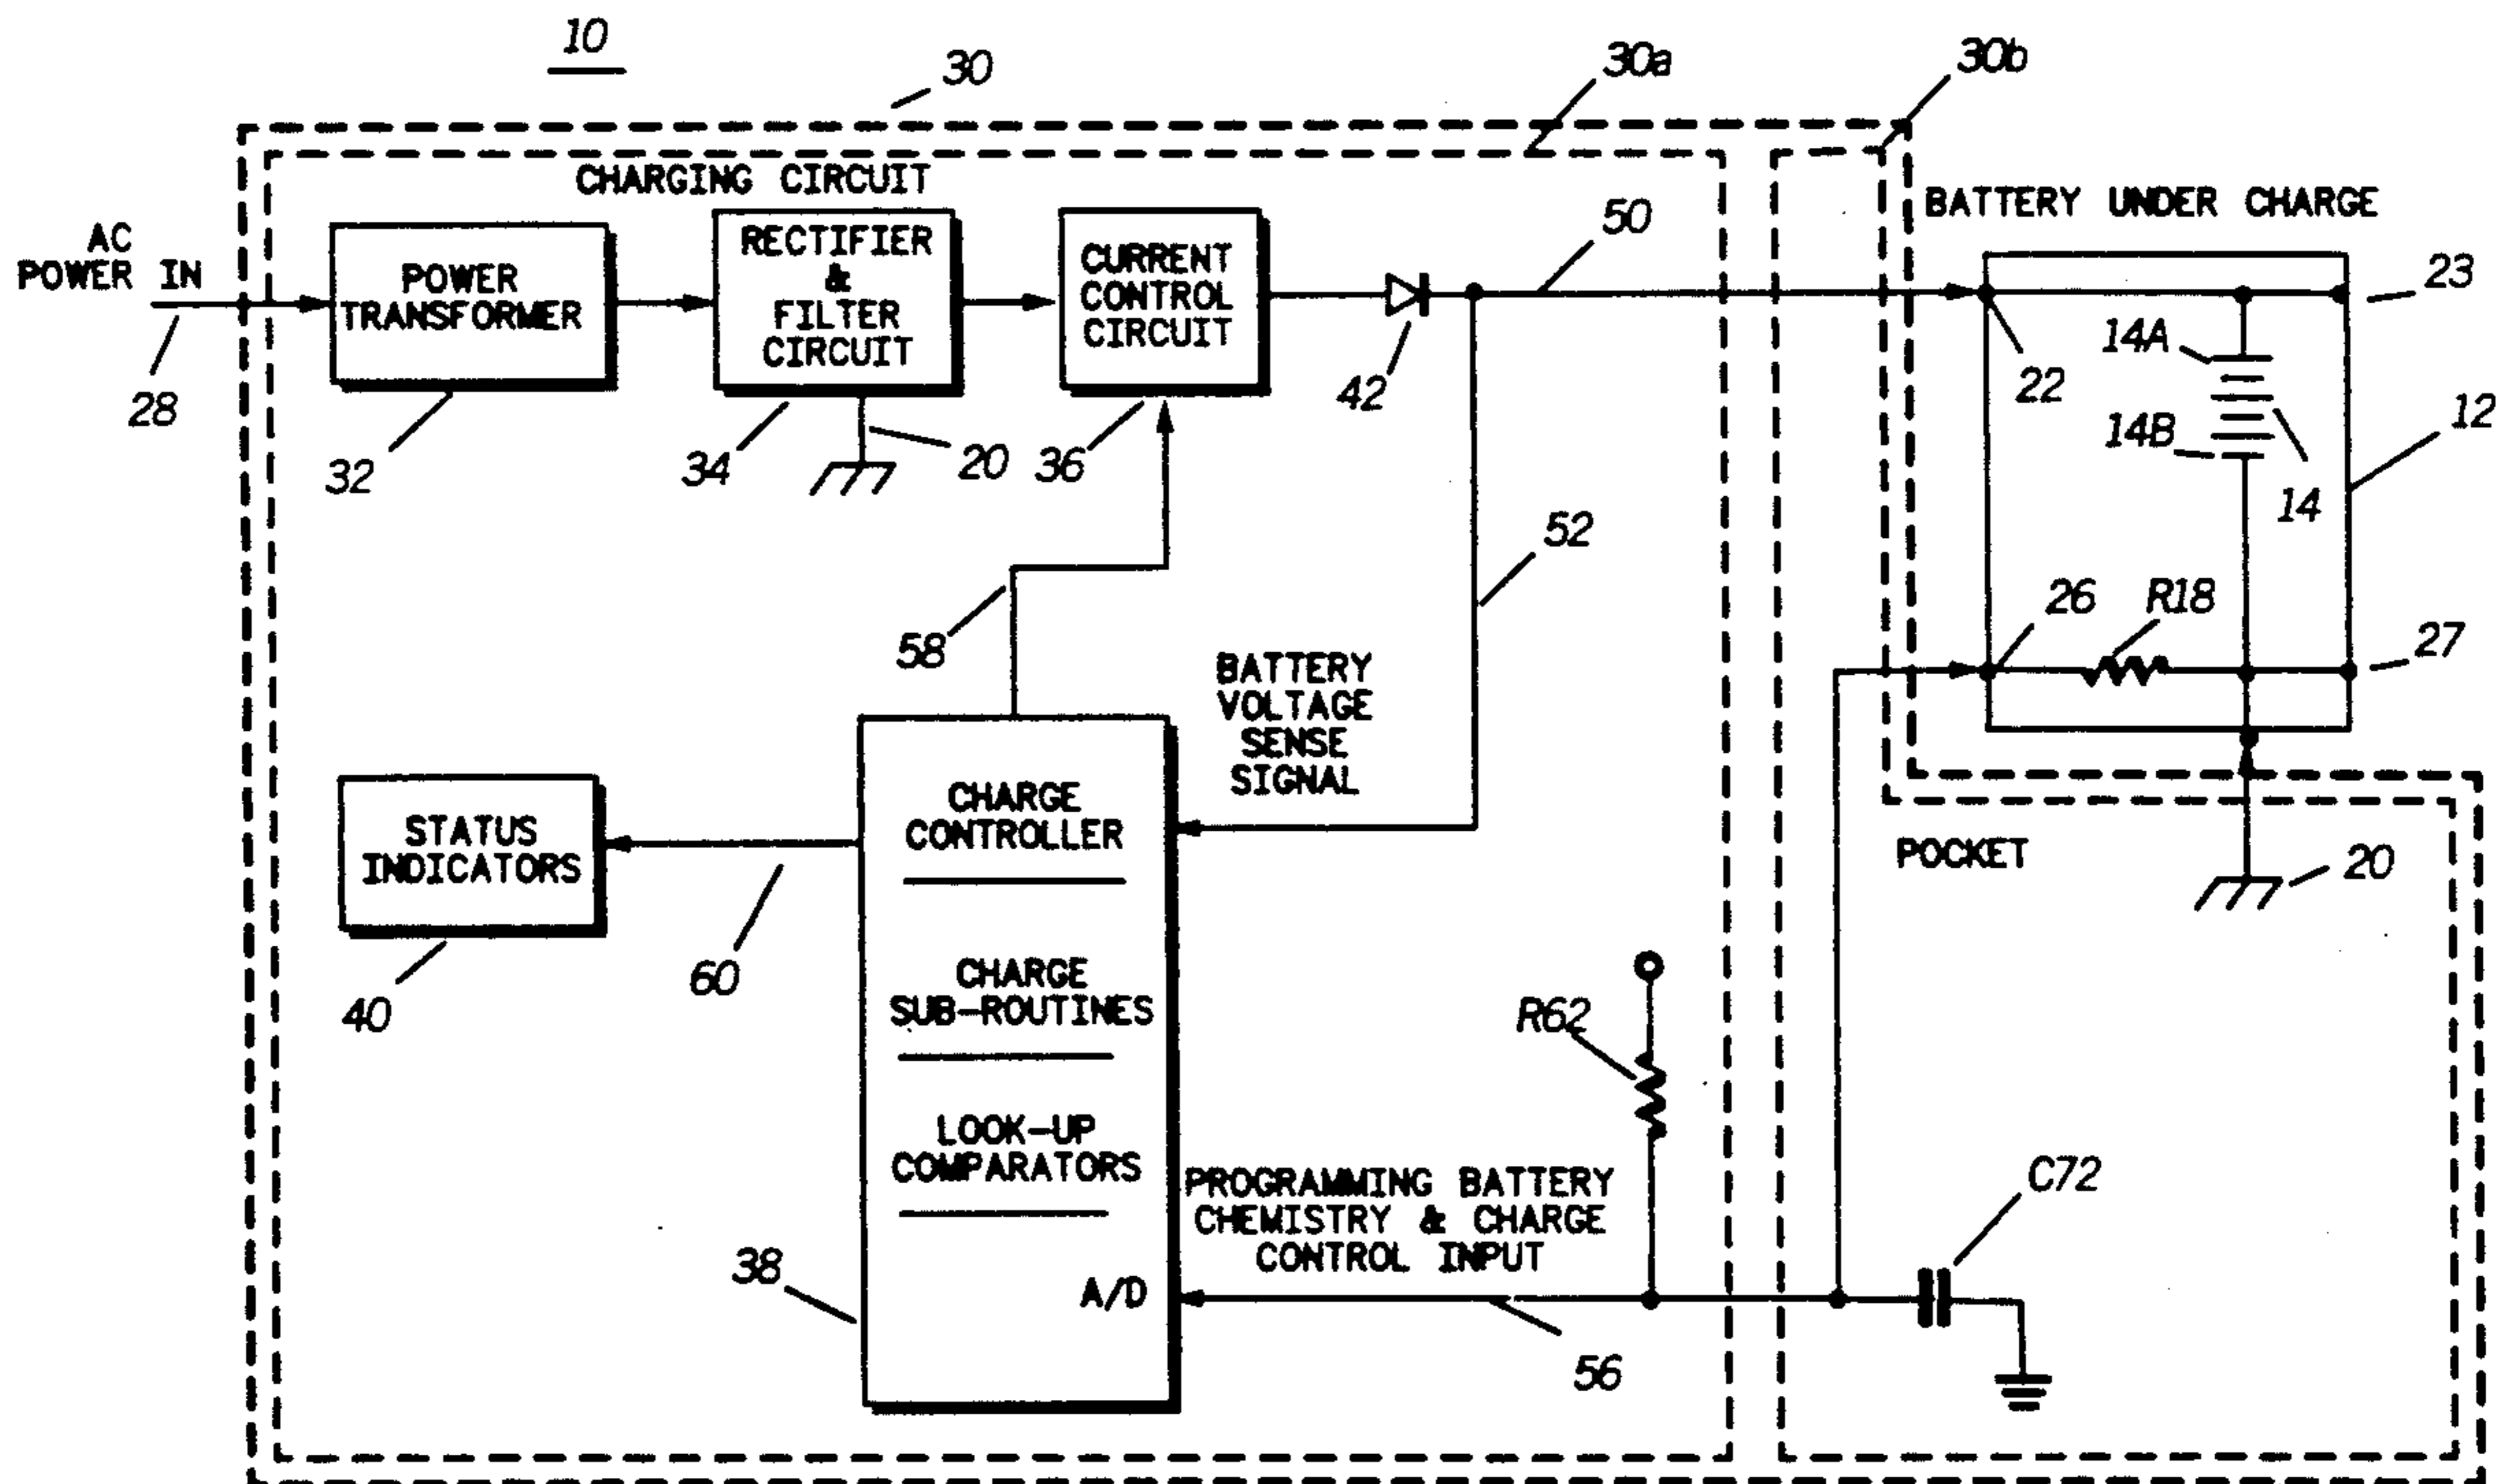 10
30
30a
30b
CHARGING CIRCUIT
BATTERY UNDER CHARGE
AC
POWER IN
28
POWER
TRANSFORMER
32
RECTIFIER
&
FILTER
CIRCUIT
34
20
CURRENT
CONTROL
CIRCUIT
36
42
50
52
22
23
14A
14B
14
12
26
R18
27
58
BATTERY
VOLTAGE
SENSE
SIGNAL
STATUS
INDICATORS
40
60
CHARGE
CONTROLLER
CHARGE
SUB-ROUTINES
LOOK-UP
COMPARATORS
A/D
38
POCKET
20
R62
PROGRAMMING BATTERY
CHEMISTRY & CHARGE
CONTROL INPUT
56
C72